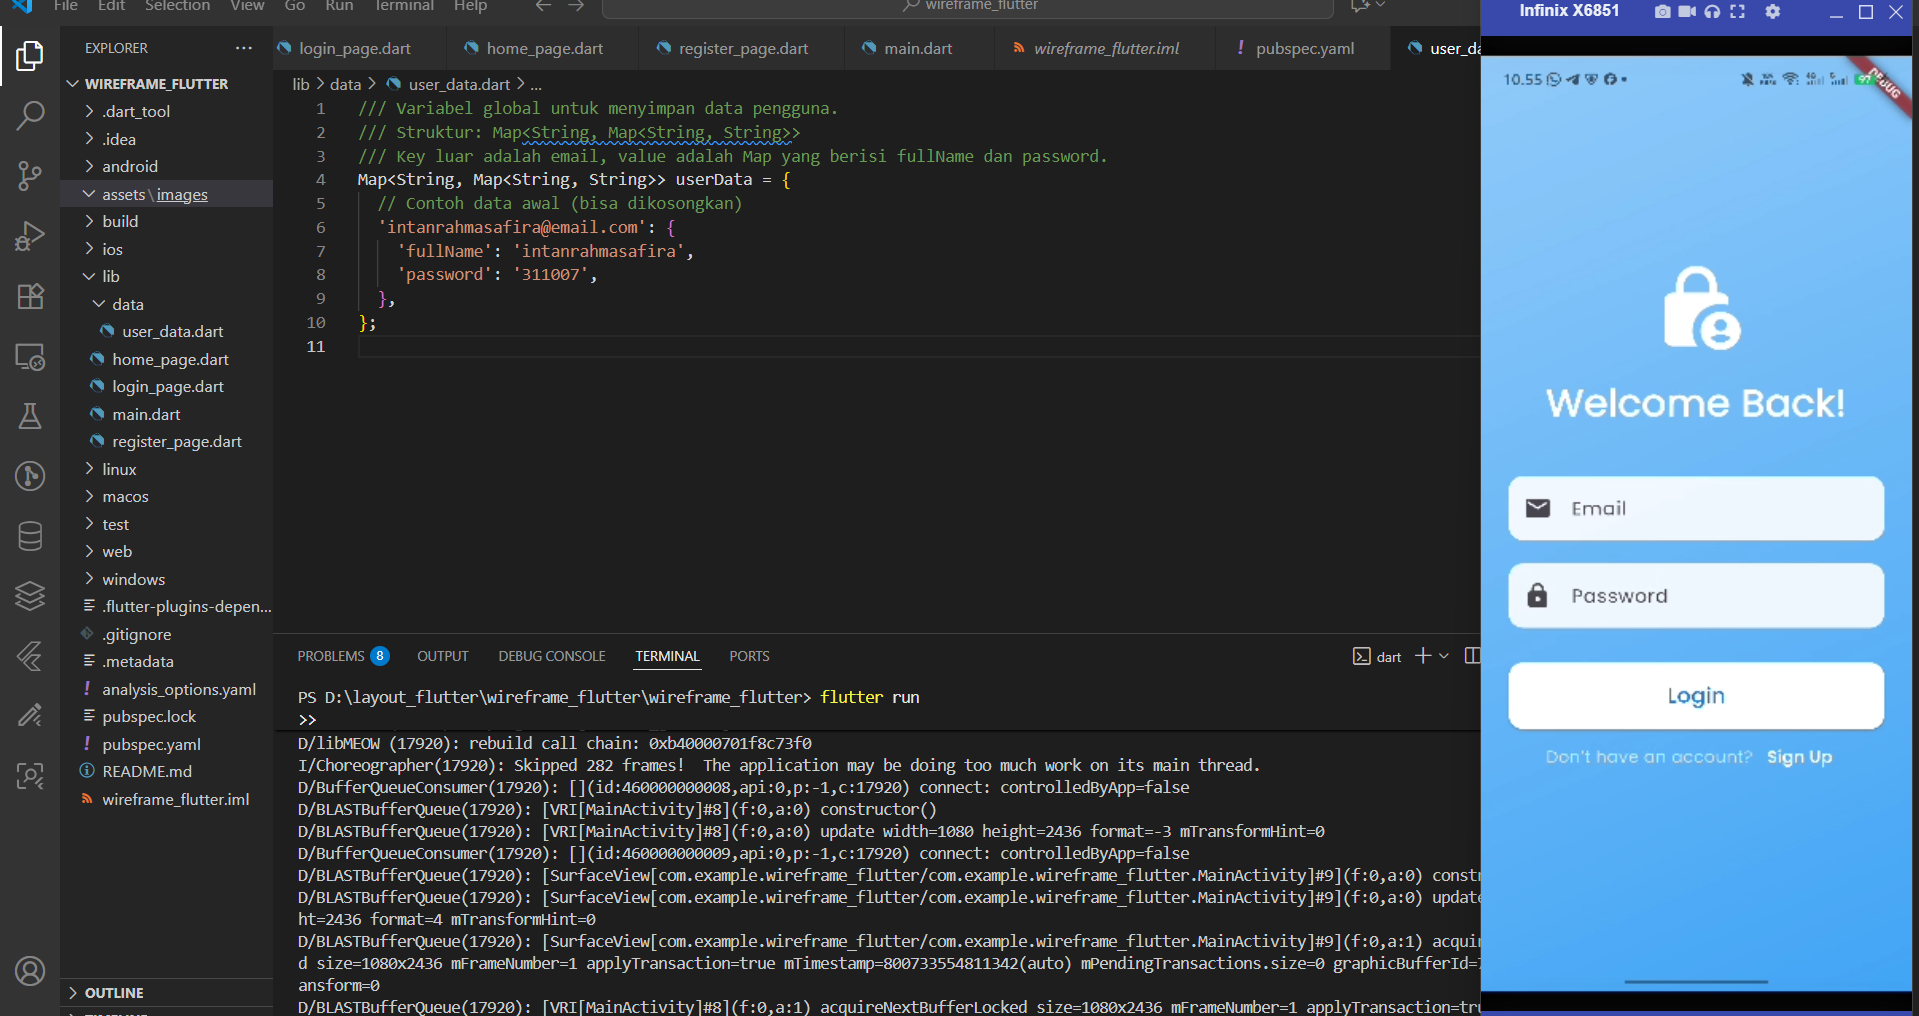 File Edit Selection View Go Run Terminal Help
wireframe_flutter
EXPLORER
WIREFRAME_FLUTTER
.dart_tool
.idea
android
assets\images
build
ios
lib
data
user_data.dart
home_page.dart
login_page.dart
main.dart
register_page.dart
linux
macos
test
web
windows
.flutter-plugins-depen...
.gitignore
.metadata
analysis_options.yaml
pubspec.lock
pubspec.yaml
README.md
wireframe_flutter.iml
OUTLINE
login_page.dart home_page.dart register_page.dart main.dart wireframe_flutter.iml pubspec.yaml user_da
lib > data > user_data.dart > ...
1 /// Variabel global untuk menyimpan data pengguna.
2 /// Struktur: Map<String, Map<String, String>>
3 /// Key luar adalah email, value adalah Map yang berisi fullName dan password.
4 Map<String, Map<String, String>> userData = {
5 // Contoh data awal (bisa dikosongkan)
6 'intanrahmasafira@email.com': {
7 'fullName': 'intanrahmasafira',
8 'password': '311007',
9 },
10 };
11
PROBLEMS 8 OUTPUT DEBUG CONSOLE TERMINAL PORTS
dart
PS D:\layout_flutter\wireframe_flutter\wireframe_flutter> flutter run
>>
D/libMEOW (17920): rebuild call chain: 0xb40000701f8c73f0
I/Choreographer(17920): Skipped 282 frames!  The application may be doing too much work on its main thread.
D/BufferQueueConsumer(17920): [](id:460000000008,api:0,p:-1,c:17920) connect: controlledByApp=false
D/BLASTBufferQueue(17920): [VRI[MainActivity]#8](f:0,a:0) constructor()
D/BLASTBufferQueue(17920): [VRI[MainActivity]#8](f:0,a:0) update width=1080 height=2436 format=-3 mTransformHint=0
D/BufferQueueConsumer(17920): [](id:460000000009,api:0,p:-1,c:17920) connect: controlledByApp=false
D/BLASTBufferQueue(17920): [SurfaceView[com.example.wireframe_flutter/com.example.wireframe_flutter.MainActivity]#9](f:0,a:0) constr
D/BLASTBufferQueue(17920): [SurfaceView[com.example.wireframe_flutter/com.example.wireframe_flutter.MainActivity]#9](f:0,a:0) update
ht=2436 format=4 mTransformHint=0
D/BLASTBufferQueue(17920): [SurfaceView[com.example.wireframe_flutter/com.example.wireframe_flutter.MainActivity]#9](f:0,a:1) acqui
d size=1080x2436 mFrameNumber=1 applyTransaction=true mTimestamp=800733554811342(auto) mPendingTransactions.size=0 graphicBufferId=
ansform=0
D/BLASTBufferQueue(17920): [VRI[MainActivity]#8](f:0,a:1) acquireNextBufferLocked size=1080x2436 mFrameNumber=1 applyTransaction=tru
Infinix X6851
10.55
97
DEBUG
Welcome Back!
Email
Password
Login
Don't have an account? Sign Up